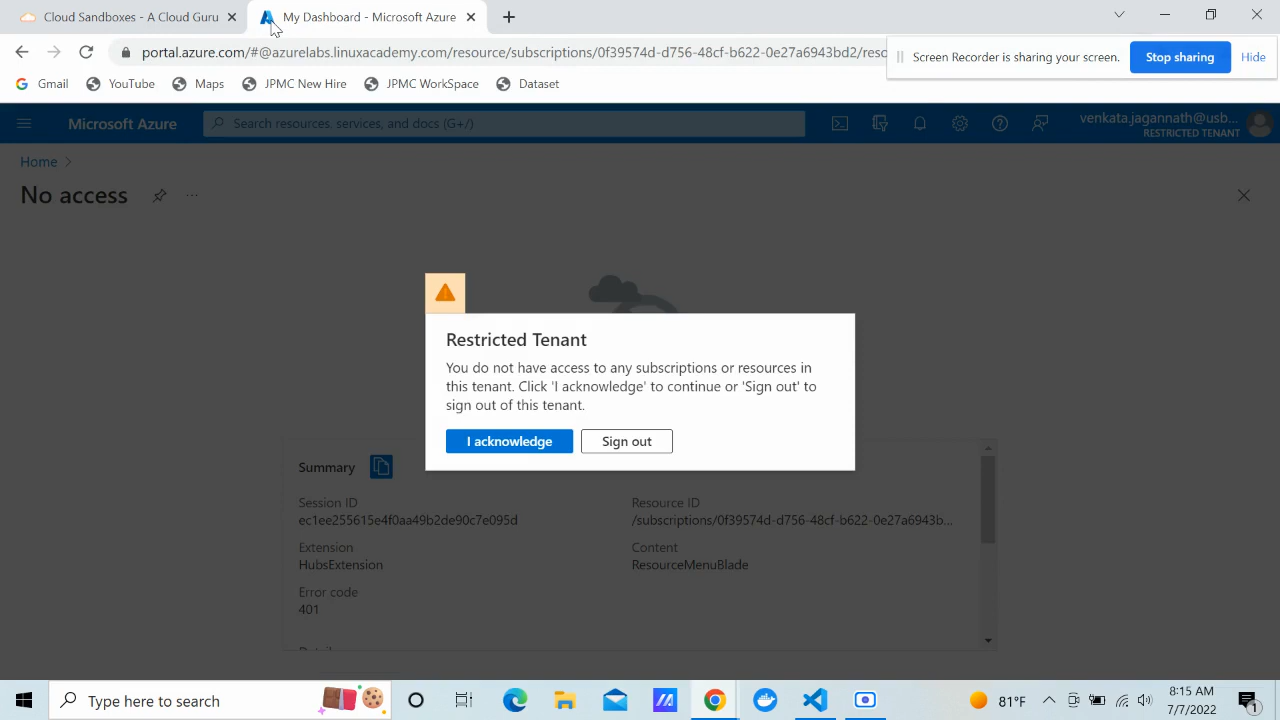 Cloud Sandboxes - A Cloud Guru
My Dashboard - Microsoft Azure
portal.azure.com/#@azurelabs.linuxacademy.com/resource/subscriptions/0f39574d-d756-48cf-b622-0e27a6943bd2/reso
Screen Recorder is sharing your screen.
Stop sharing
Hide
Gmail
YouTube
Maps
JPMC New Hire
JPMC WorkSpace
Dataset
Microsoft Azure
Search resources, services, and docs (G+/)
venkata.jagannath@usb...
RESTRICTED TENANT
Home
No access
Restricted Tenant
You do not have access to any subscriptions or resources in
this tenant. Click 'I acknowledge' to continue or 'Sign out' to
sign out of this tenant.
I acknowledge
Sign out
Summary
Session ID
ec1ee255615e4f0aa49b2de90c7e095d
Resource ID
/subscriptions/0f39574d-d756-48cf-b622-0e27a6943b...
Extension
HubsExtension
Content
ResourceMenuBlade
Error code
401
Type here to search
81°F
8:15 AM
7/7/2022
1